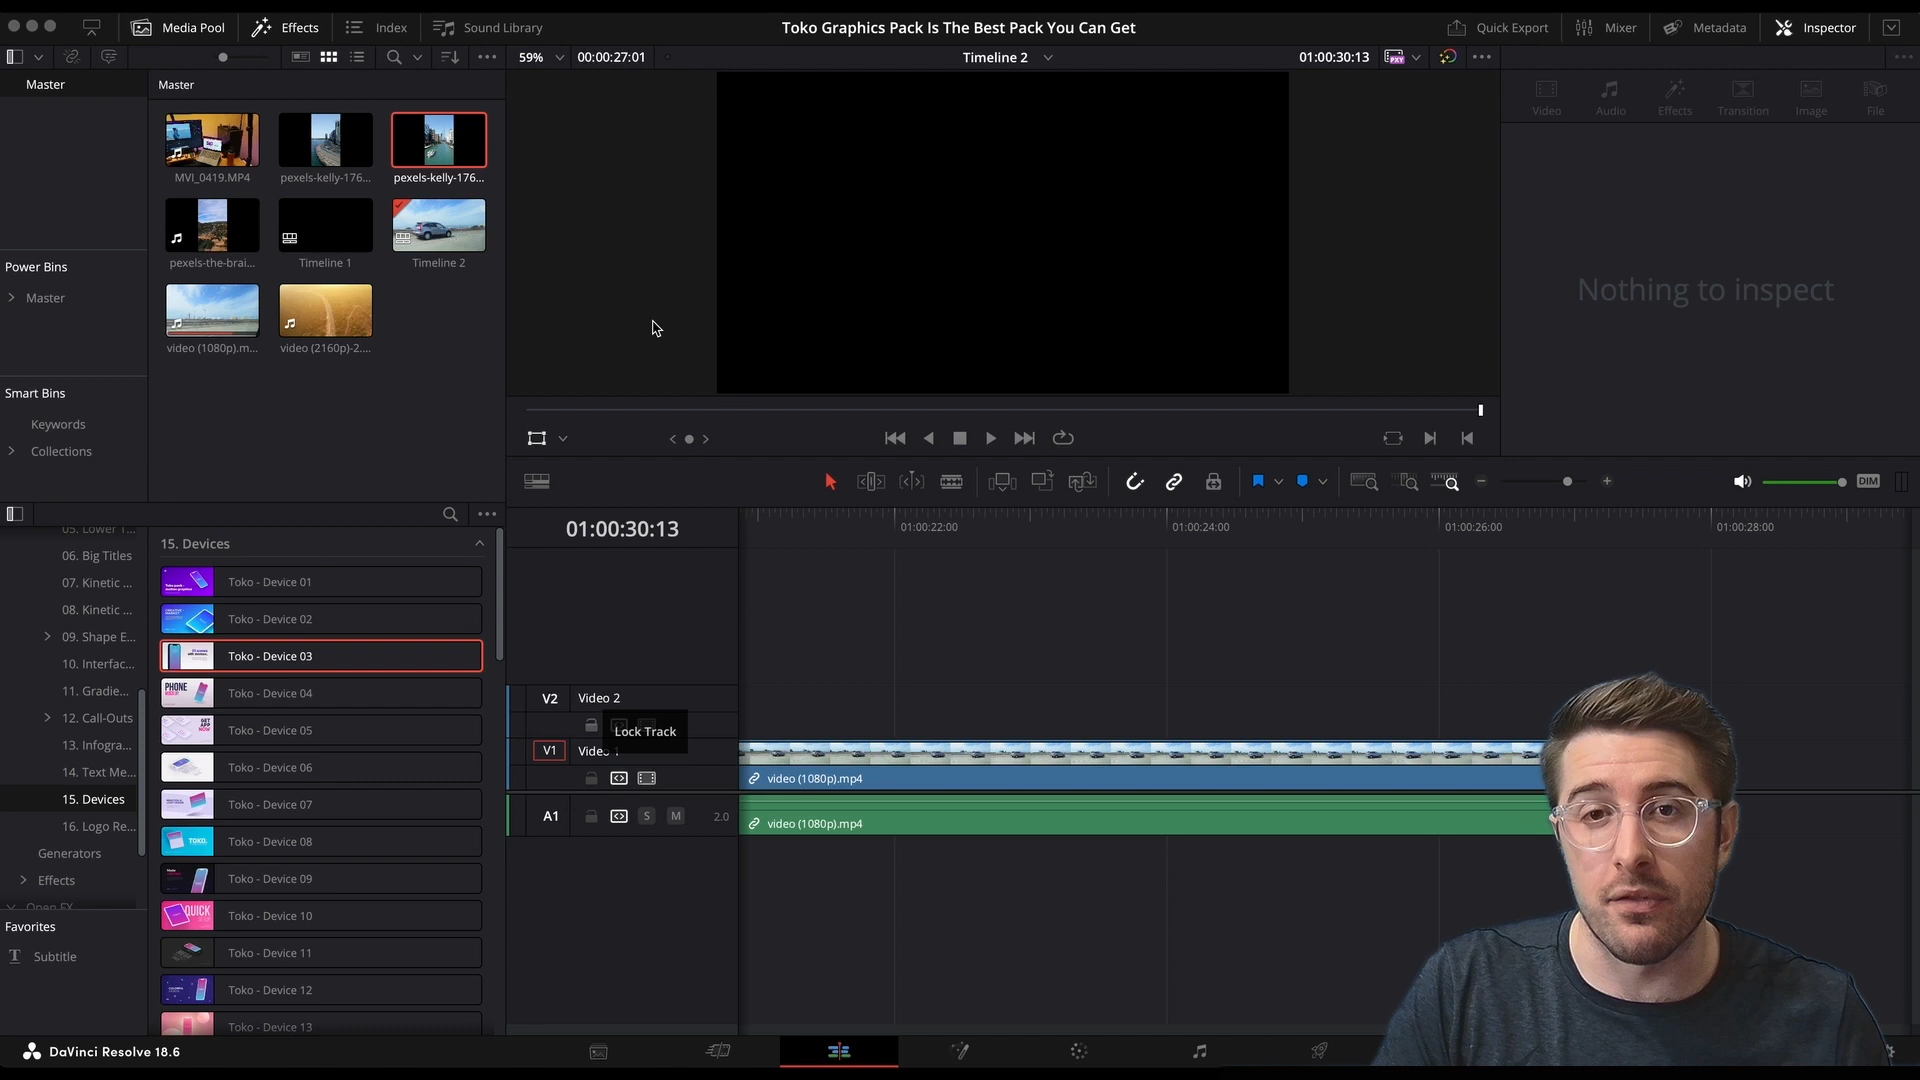 Media Pool
Effects
Index
Sound Library
Toko Graphics Pack Is The Best Pack You Can Get
Quick Export
Mixer
Metadata
Inspector
59%
00:00:27:01
Timeline 2
01:00:30:13
Master
Master
Video
Audio
Effects
Transition
Image
File
MVI_0419.MP4
pexels-kelly-176...
pexels-kelly-176...
pexels-the-brai...
Timeline 1
Timeline 2
Power Bins
Master
Nothing to inspect
video (1080p).m...
video (2160p)-2....
Smart Bins
Keywords
Collections
DIM
05. Lower T...
06. Big Titles
07. Kinetic ...
08. Kinetic ...
09. Shape E...
10. Interfac...
11. Gradie...
12. Call-Outs
13. Infogra...
14. Text Me...
15. Devices
16. Logo Re...
Generators
Effects
Open FX
Favorites
Subtitle
15. Devices
Toko - Device 01
Toko - Device 02
Toko - Device 03
Toko - Device 04
Toko - Device 05
Toko - Device 06
Toko - Device 07
Toko - Device 08
Toko - Device 09
Toko - Device 10
Toko - Device 11
Toko - Device 12
Toko - Device 13
PHONE
GET APP NOW
TOKO.
QUICK
01:00:30:13
01:00:22:00
01:00:24:00
01:00:26:00
01:00:28:00
V2
Video 2
Lock Track
V1
Video 1
video (1080p).mp4
A1
S
M
2.0
video (1080p).mp4
DaVinci Resolve 18.6